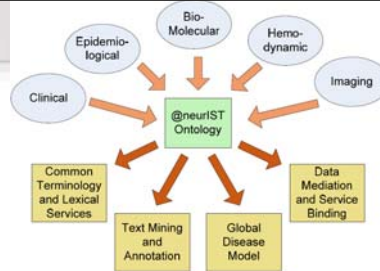 Bio-
Molecular
Epidemio-
logical
Hemo-
dynamic
Clinical
Imaging
@neurIST
Ontology
Common
Terminology
and Lexical
Services
Text Mining
and
Annotation
Global
Disease
Model
Data
Mediation
and Service
Binding